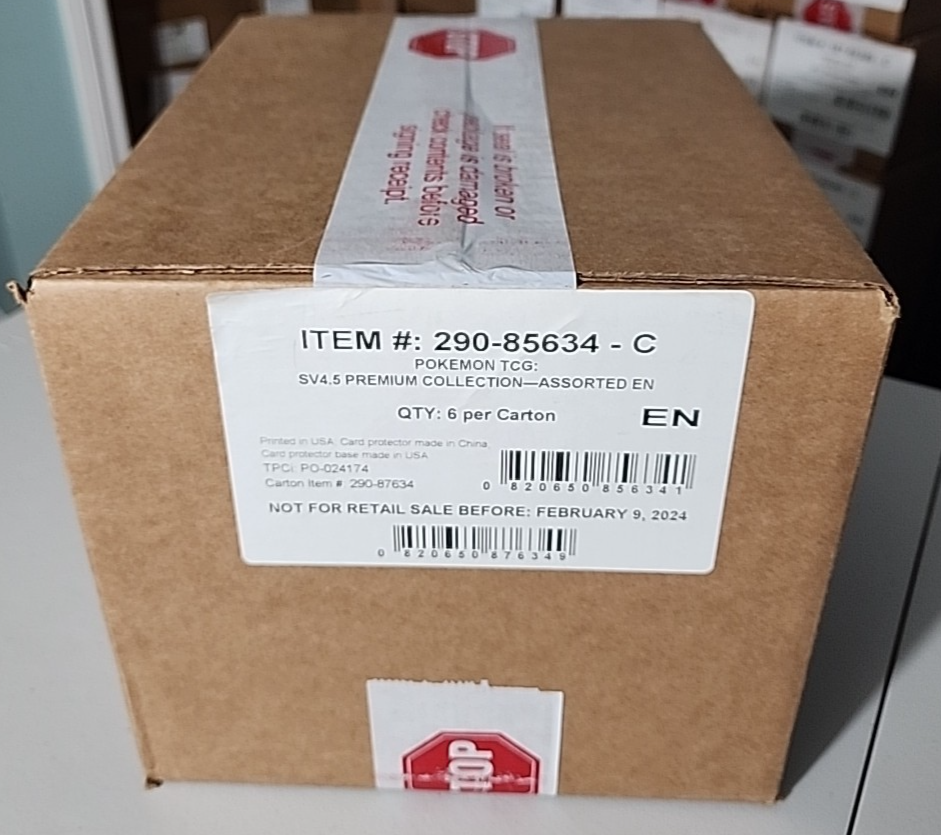 STOP
If seal is broken or
package is damaged
check contents before
signing receipt.
ITEM #: 290-85634 - C
POKEMON TCG:
SV4.5 PREMIUM COLLECTION—ASSORTED EN
QTY: 6 per Carton
EN
Printed in USA. Card protector made in China.
Card protector base made in USA
TPCi: PO-024174
Carton Item #: 290-87634
0 820650 856341
NOT FOR RETAIL SALE BEFORE: FEBRUARY 9, 2024
0 820650 876349
STOP